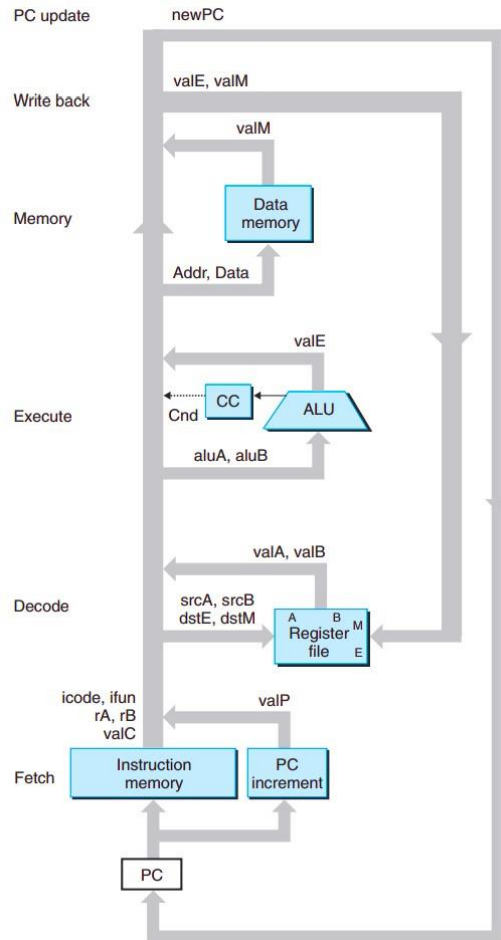 PC update
newPC
valE, valM
Write back
valM
Data
memory
Memory
Addr, Data
valE
CC
ALU
Cnd
Execute
aluA, aluB
valA, valB
Decode
srcA, srcB
dstE, dstM
A B
M
Register
file
E
icode, ifun
rA, rB
valC
valP
Fetch
Instruction
memory
PC
increment
PC